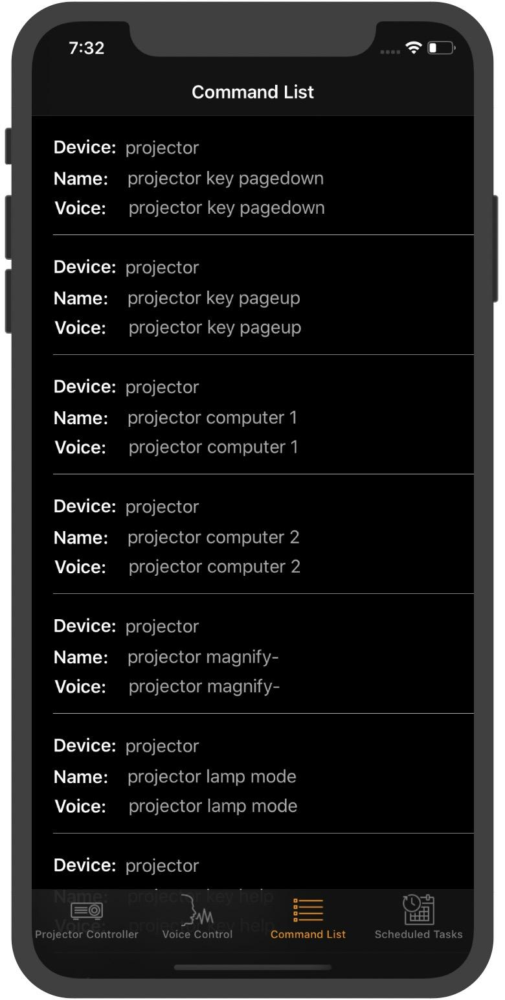 7:32
Command List
Device: projector
Name: projector key pagedown
Voice: projector key pagedown
Device: projector
Name: projector key pageup
Voice: projector key pageup
Device: projector
Name: projector computer 1
Voice: projector computer 1
Device: projector
Name: projector computer 2
Voice: projector computer 2
Device: projector
Name: projector magnify-
Voice: projector magnify-
Device: projector
Name: projector lamp mode
Voice: projector lamp mode
Device: projector
Name: projector key help
Voice: projector key help
Projector Controller Voice Control Command List Scheduled Tasks